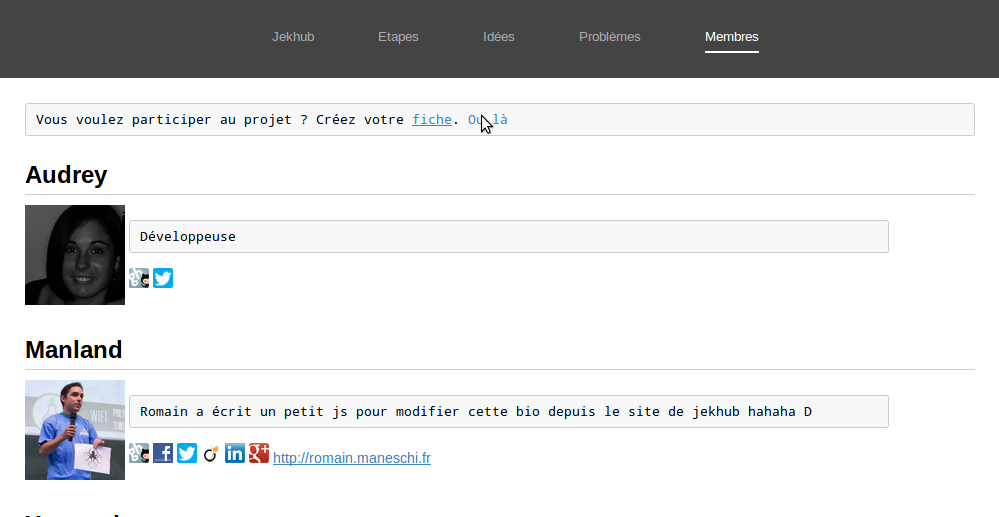 Jekhub Etapes Idées Problèmes Membres
Vous voulez participer au projet ? Créez votre fiche. Ou là
Audrey
Développeuse
Manland
WIFI
Romain a écrit un petit js pour modifier cette bio depuis le site de jekhub hahaha D
http://romain.maneschi.fr